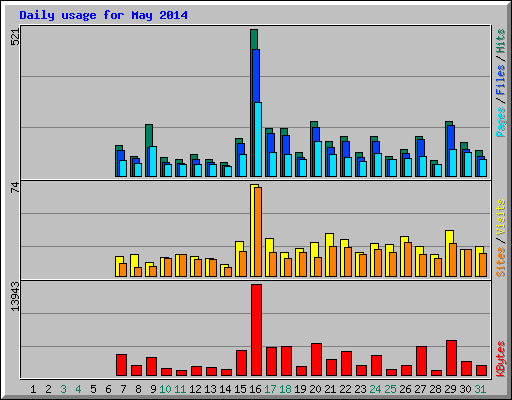 Daily usage for May 2014
521
Pages / Files / Hits
74
Sites / Visits
13943
KBytes
1 2 3 4 5 6 7 8 9 10 11 12 13 14 15 16 17 18 19 20 21 22 23 24 25 26 27 28 29 30 31